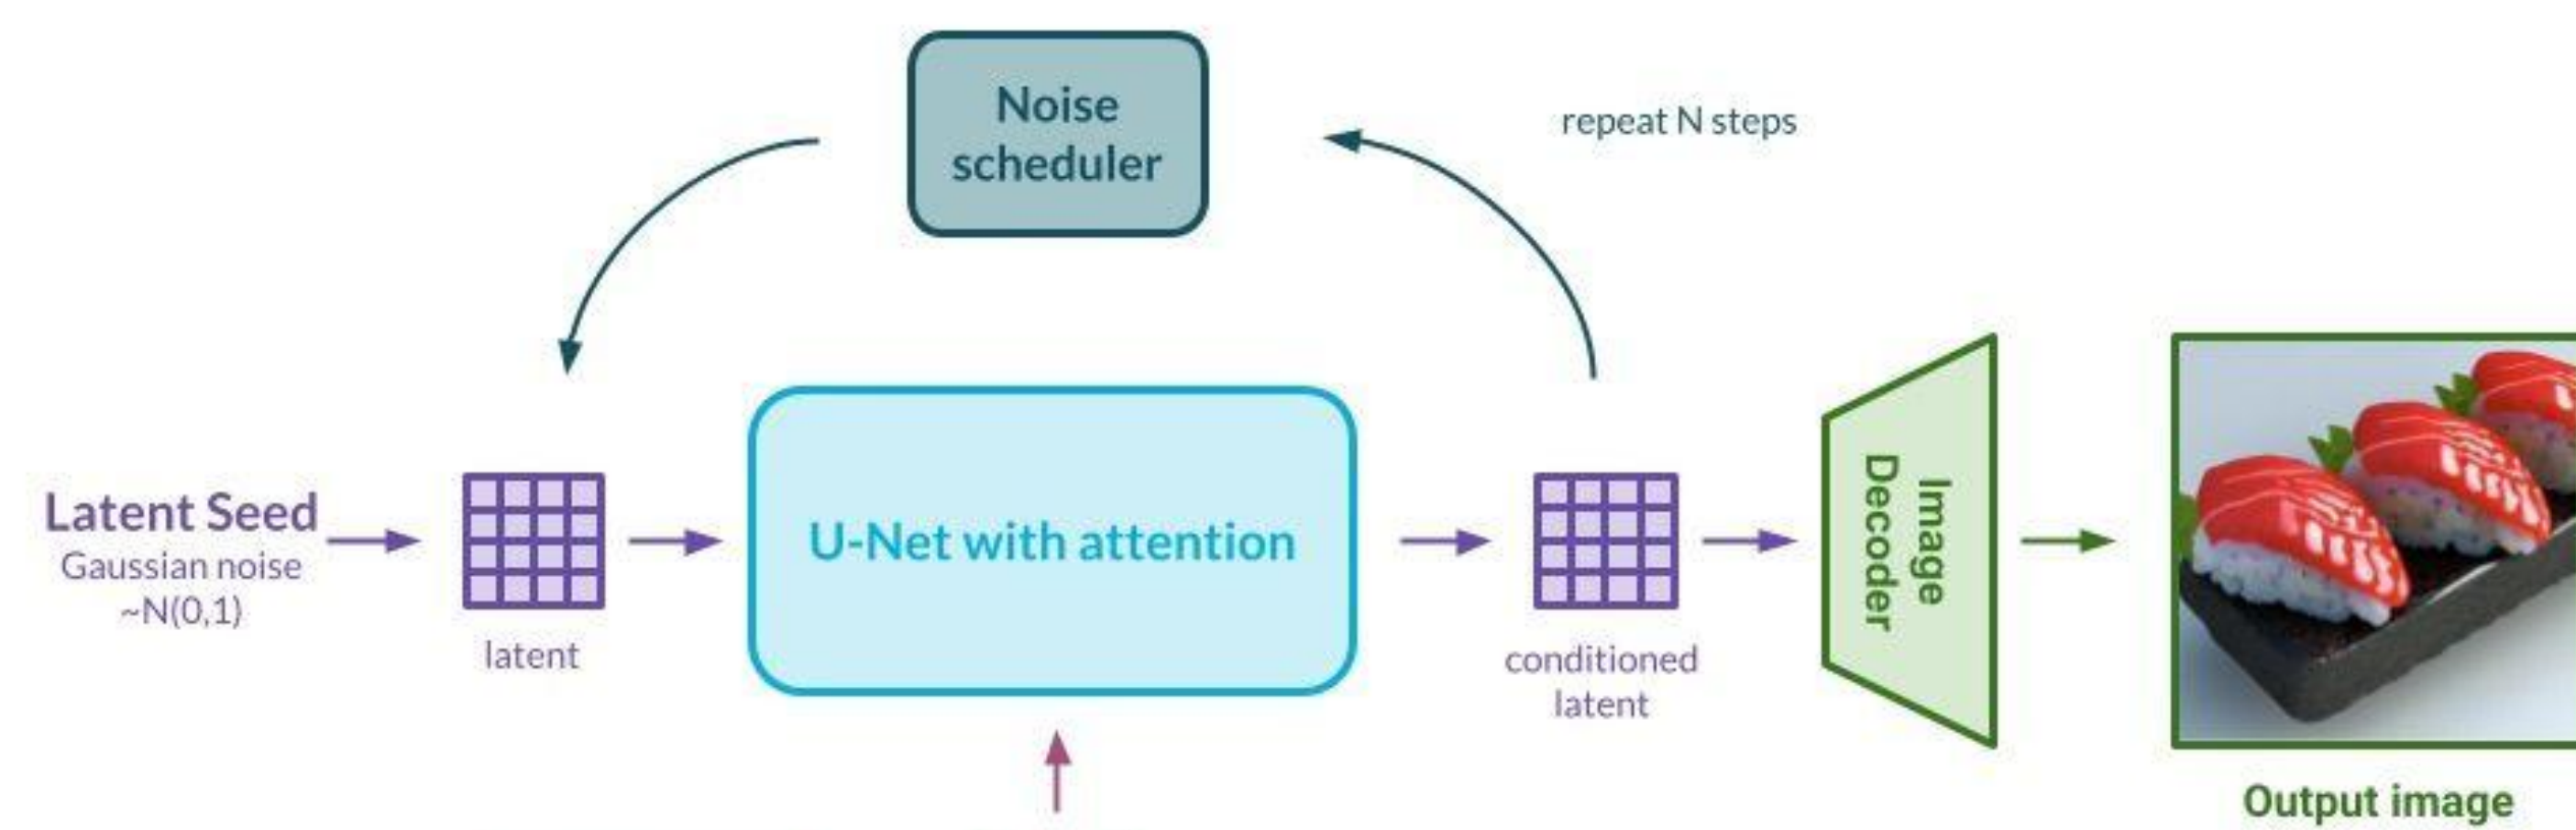 Noise
scheduler
repeat N steps
Latent Seed
Gaussian noise
~N(0,1)
latent
U-Net with attention
conditioned
latent
Image
Decoder
Output image